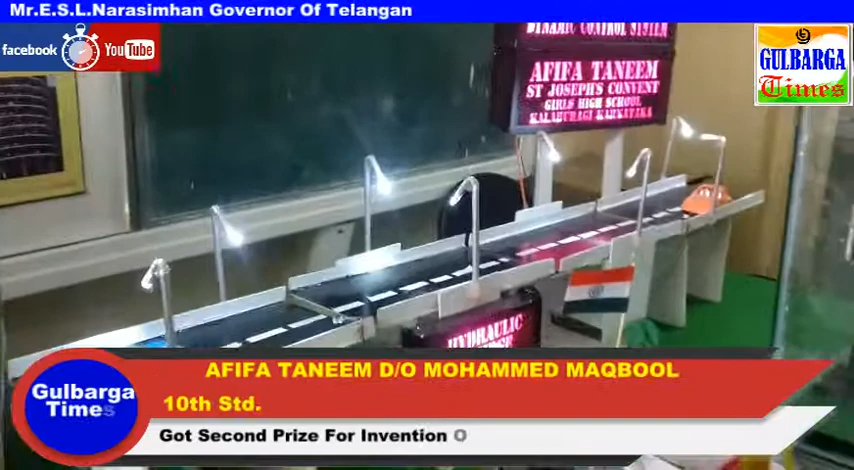 Mr.E.S.L.Narasimhan Governor Of Telangan
facebook
YouTube
DYNAMIC CONTROL SYSTEM
AFIFA TANEEM
ST JOSEPH'S CONVENT
GIRLS HIGH SCHOOL
KALABURAGI KARNATAKA
GULBARGA
Times
HYDRAULIC
AFIFA TANEEM D/O MOHAMMED MAQBOOL
10th Std.
Gulbarga
Times
Got Second Prize For Invention O